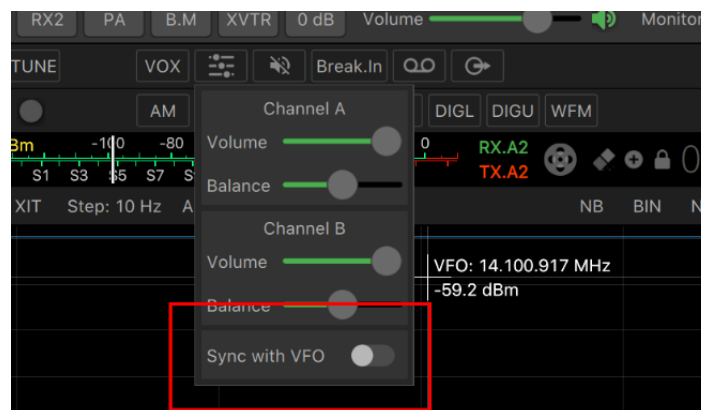 RX2 PA B.M XVTR 0 dB Volume Monitor
TUNE VOX Break.In
AM DIGL DIGU WFM
Channel A
Volume
Balance
Channel B
Volume
Balance
Sync with VFO
-100 -80 0
S1 S3 S5 S7
RX.A2
TX.A2
XIT Step: 10 Hz NB BIN
VFO: 14.100.917 MHz
-59.2 dBm